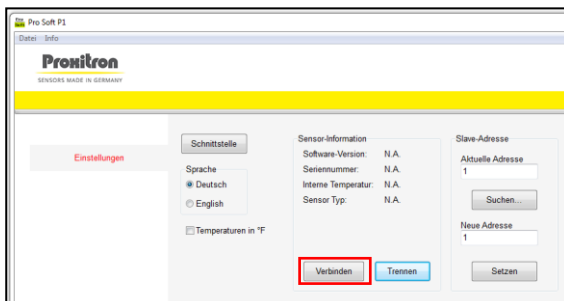 Pro Soft P1
Datei Info
Proxitron
SENSORS MADE IN GERMANY
Einstellungen
Schnittstelle
Sprache
Deutsch
English
Temperaturen in °F
Sensor-Information
Software-Version: N.A.
Seriennummer: N.A.
Interne Temperatur: N.A.
Sensor Typ: N.A.
Verbinden Trennen
Slave-Adresse
Aktuelle Adresse
1
Suchen...
Neue Adresse
1
Setzen